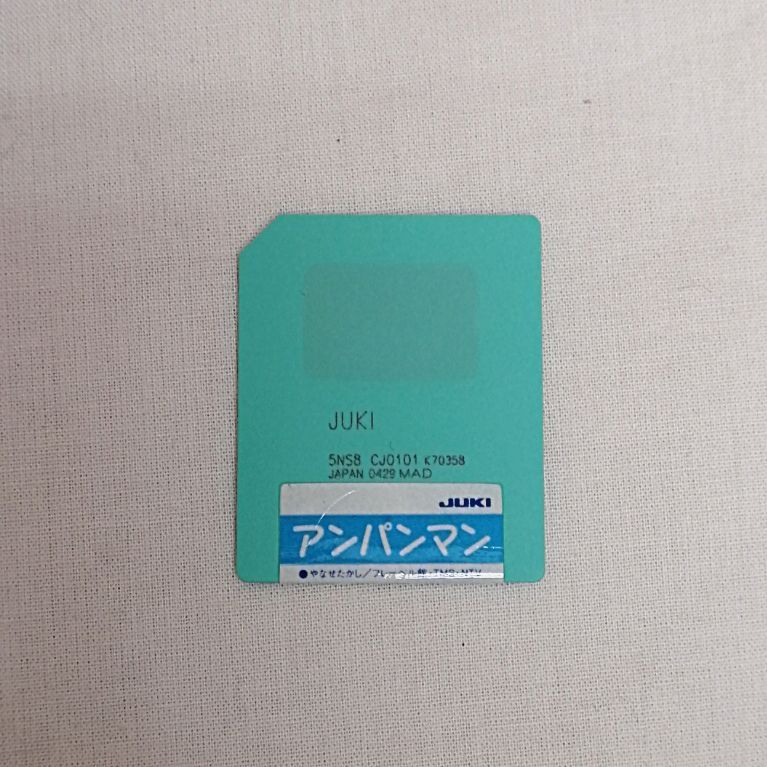 JUKI
5NS8 CJ0101 K70358
JAPAN 0429 MAD
JUKI
アンパンマン
●やなせたかし/フレーベル館・TMS・NTV